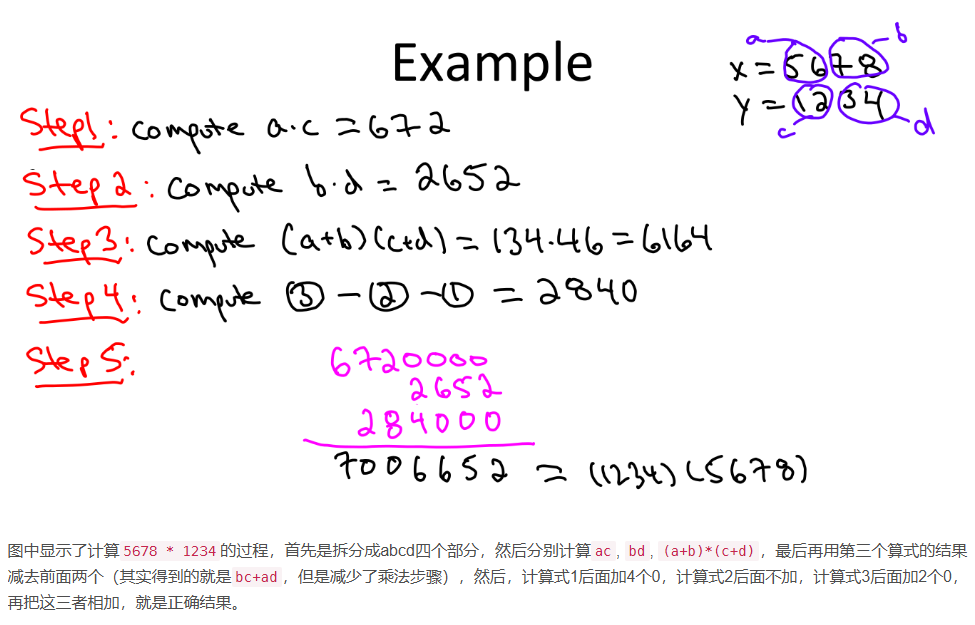 Example
a
b
x = 5678
y = 1234
c
d
Step1: compute a·c = 672
Step 2: compute b·d = 2652
Step3: compute (a+b)(c+d) = 134·46 = 6164
Step 4: compute ③ - ② - ① = 2840
Step 5:
6720000
2652
284000
7006652 = (1234)(5678)
图中显示了计算 5678 * 1234 的过程，首先是拆分成abcd四个部分，然后分别计算 ac , bd , (a+b)*(c+d) ，最后再用第三个算式的结果
减去前面两个（其实得到的就是 bc+ad ，但是减少了乘法步骤），然后，计算式1后面加4个0，计算式2后面不加，计算式3后面加2个0，
再把这三者相加，就是正确结果。